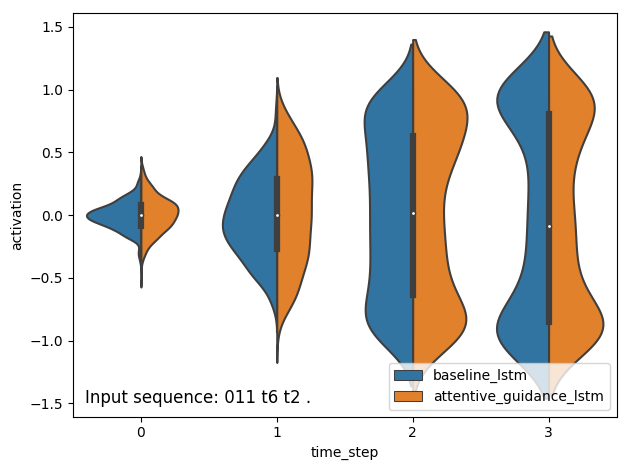 1.5
1.0
0.5
0.0
−0.5
−1.0
−1.5
activation
Input sequence: 011 t6 t2 .
baseline_lstm
attentive_guidance_lstm
0 1 2 3
time_step